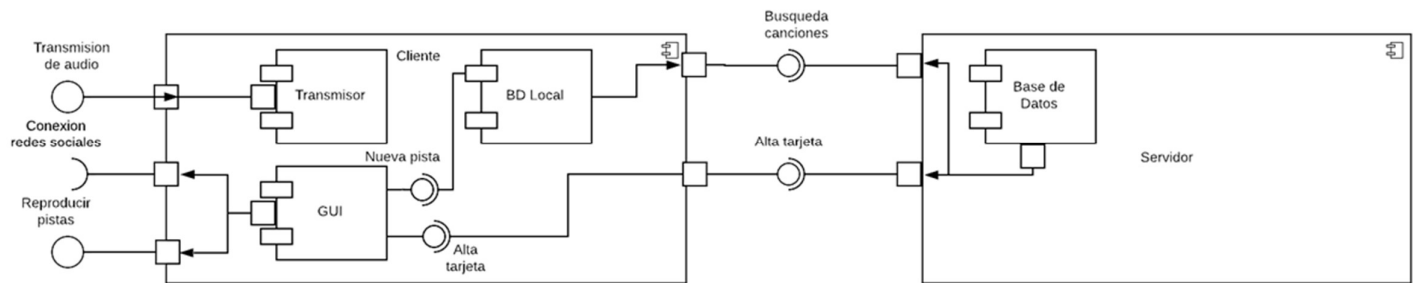 Transmision
de audio
Conexion
redes sociales
Reproducir
pistas
Cliente
Transmisor
BD Local
Nueva pista
GUI
Alta
tarjeta
Busqueda
canciones
Alta tarjeta
Base de
Datos
Servidor